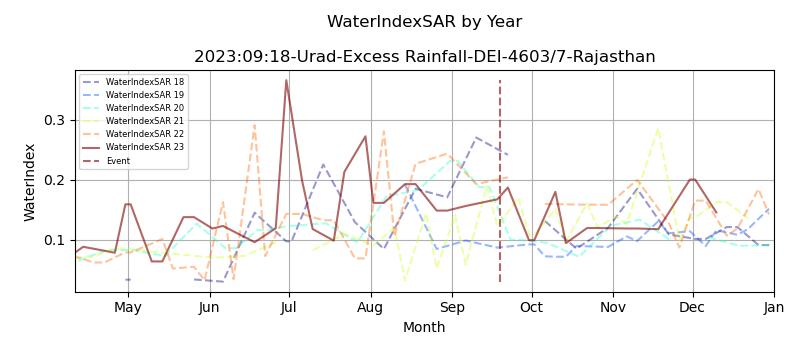 WaterIndexSAR by Year
2023:09:18-Urad-Excess Rainfall-DEI-4603/7-Rajasthan
WaterIndexSAR 18
WaterIndexSAR 19
WaterIndexSAR 20
WaterIndexSAR 21
WaterIndexSAR 22
WaterIndexSAR 23
Event
WaterIndex
0.3
0.2
0.1
May Jun Jul Aug Sep Oct Nov Dec Jan
Month